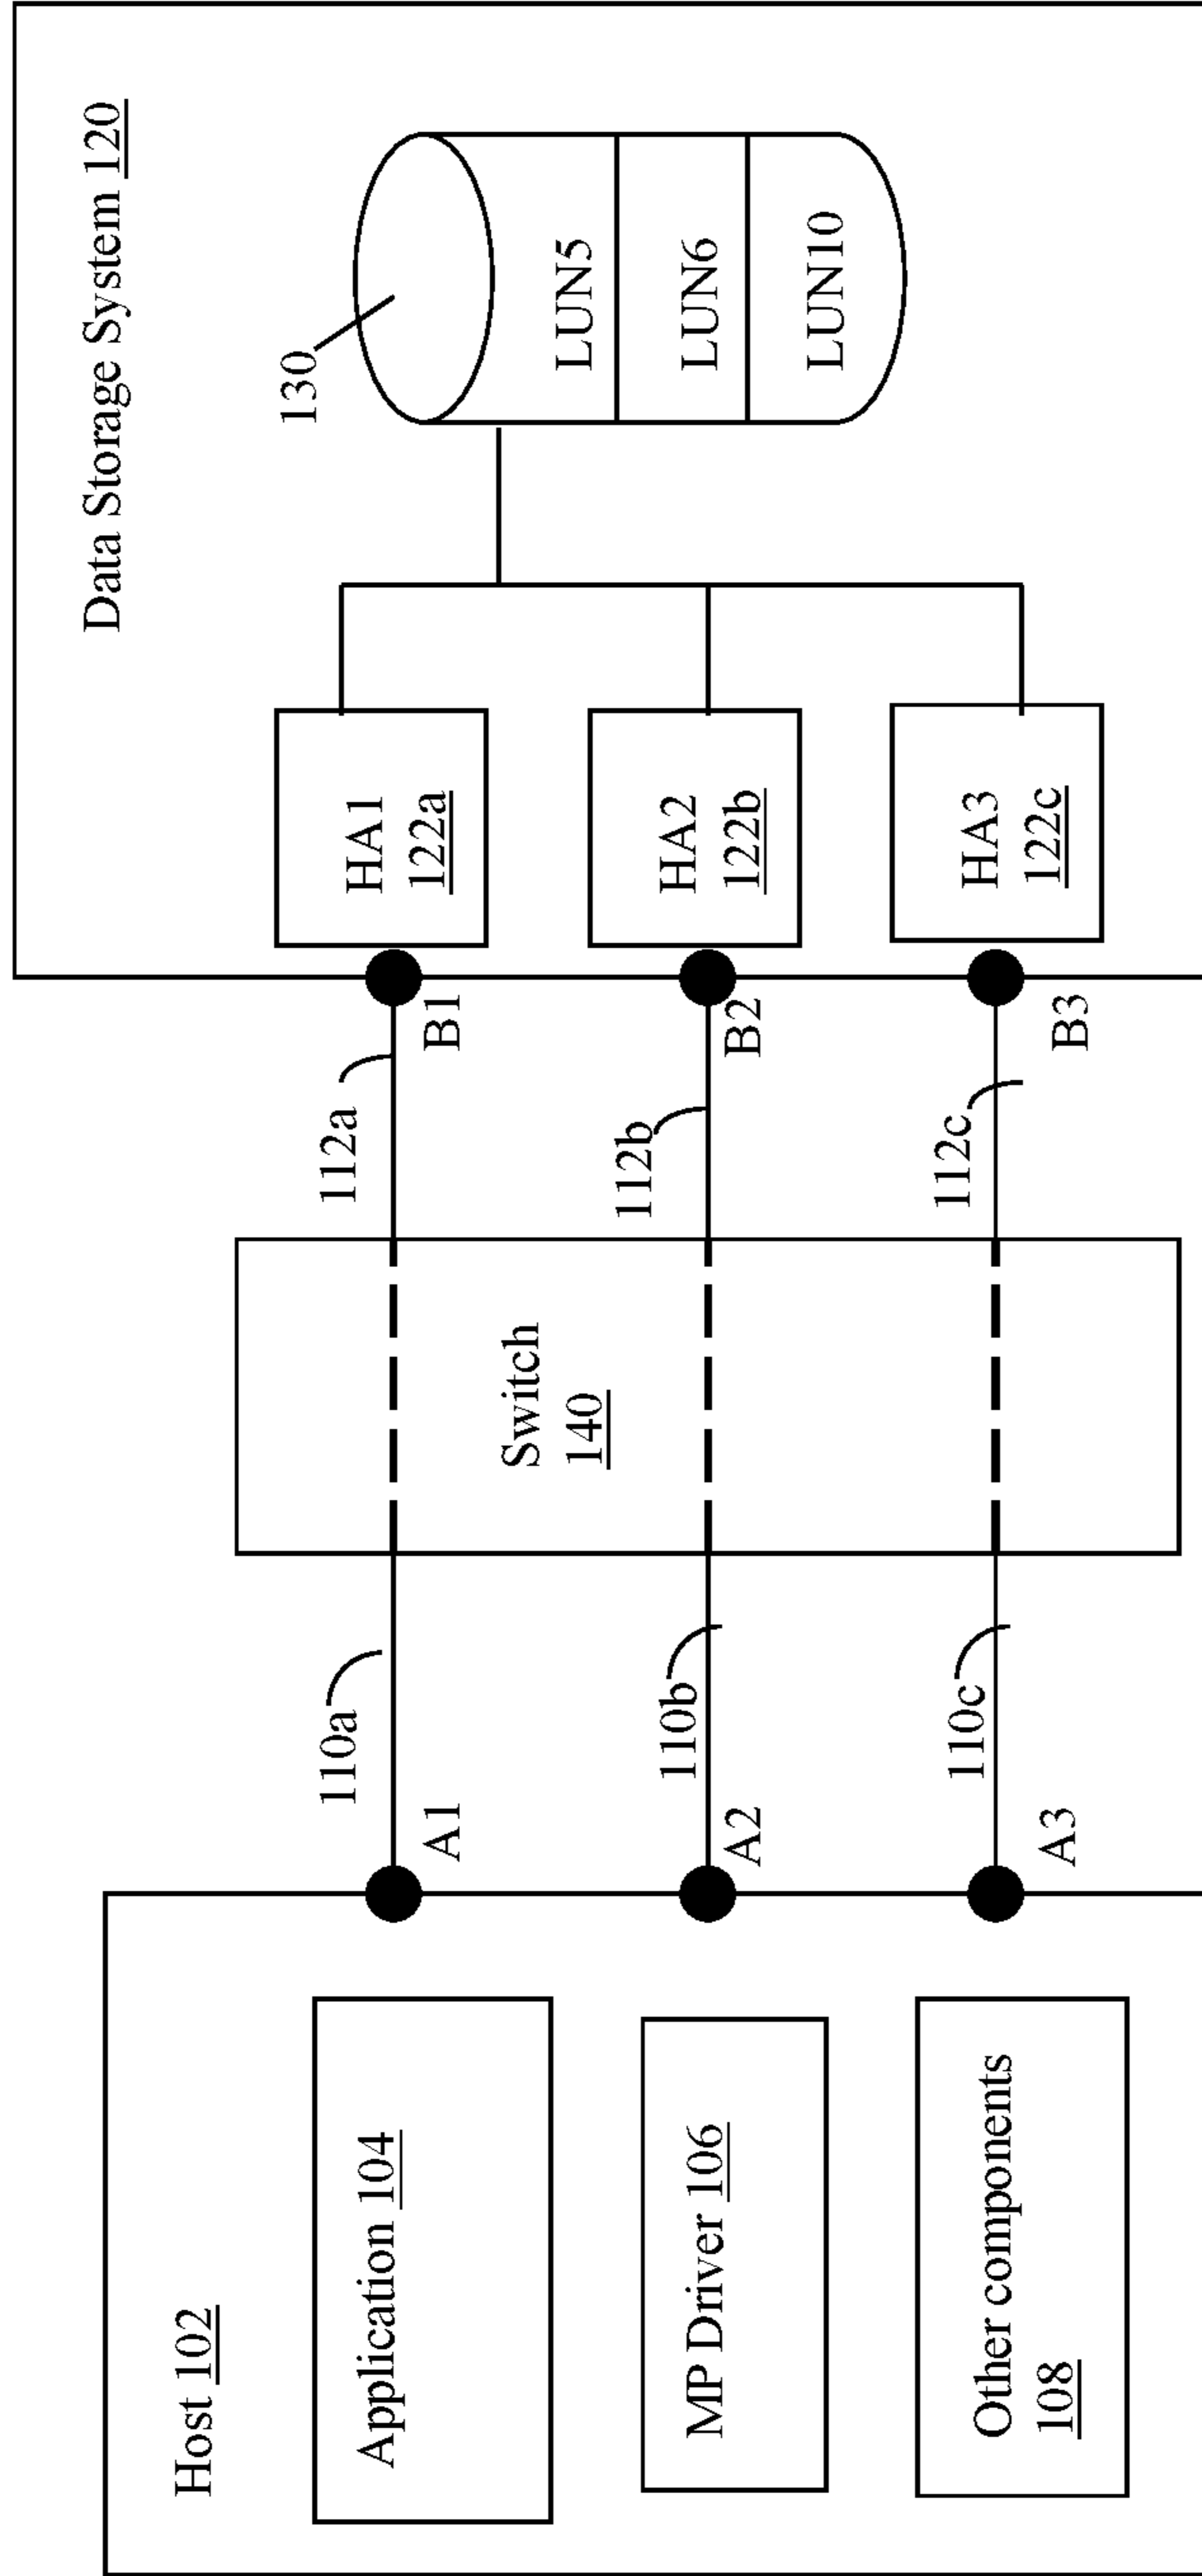 Host 102
Application 104
MP Driver 106
Other components
108
A1
A2
A3
110a
110b
110c
Switch
140
112a
112b
112c
B1
B2
B3
Data Storage System 120
HA1
122a
HA2
122b
HA3
122c
130
LUN5
LUN6
LUN10